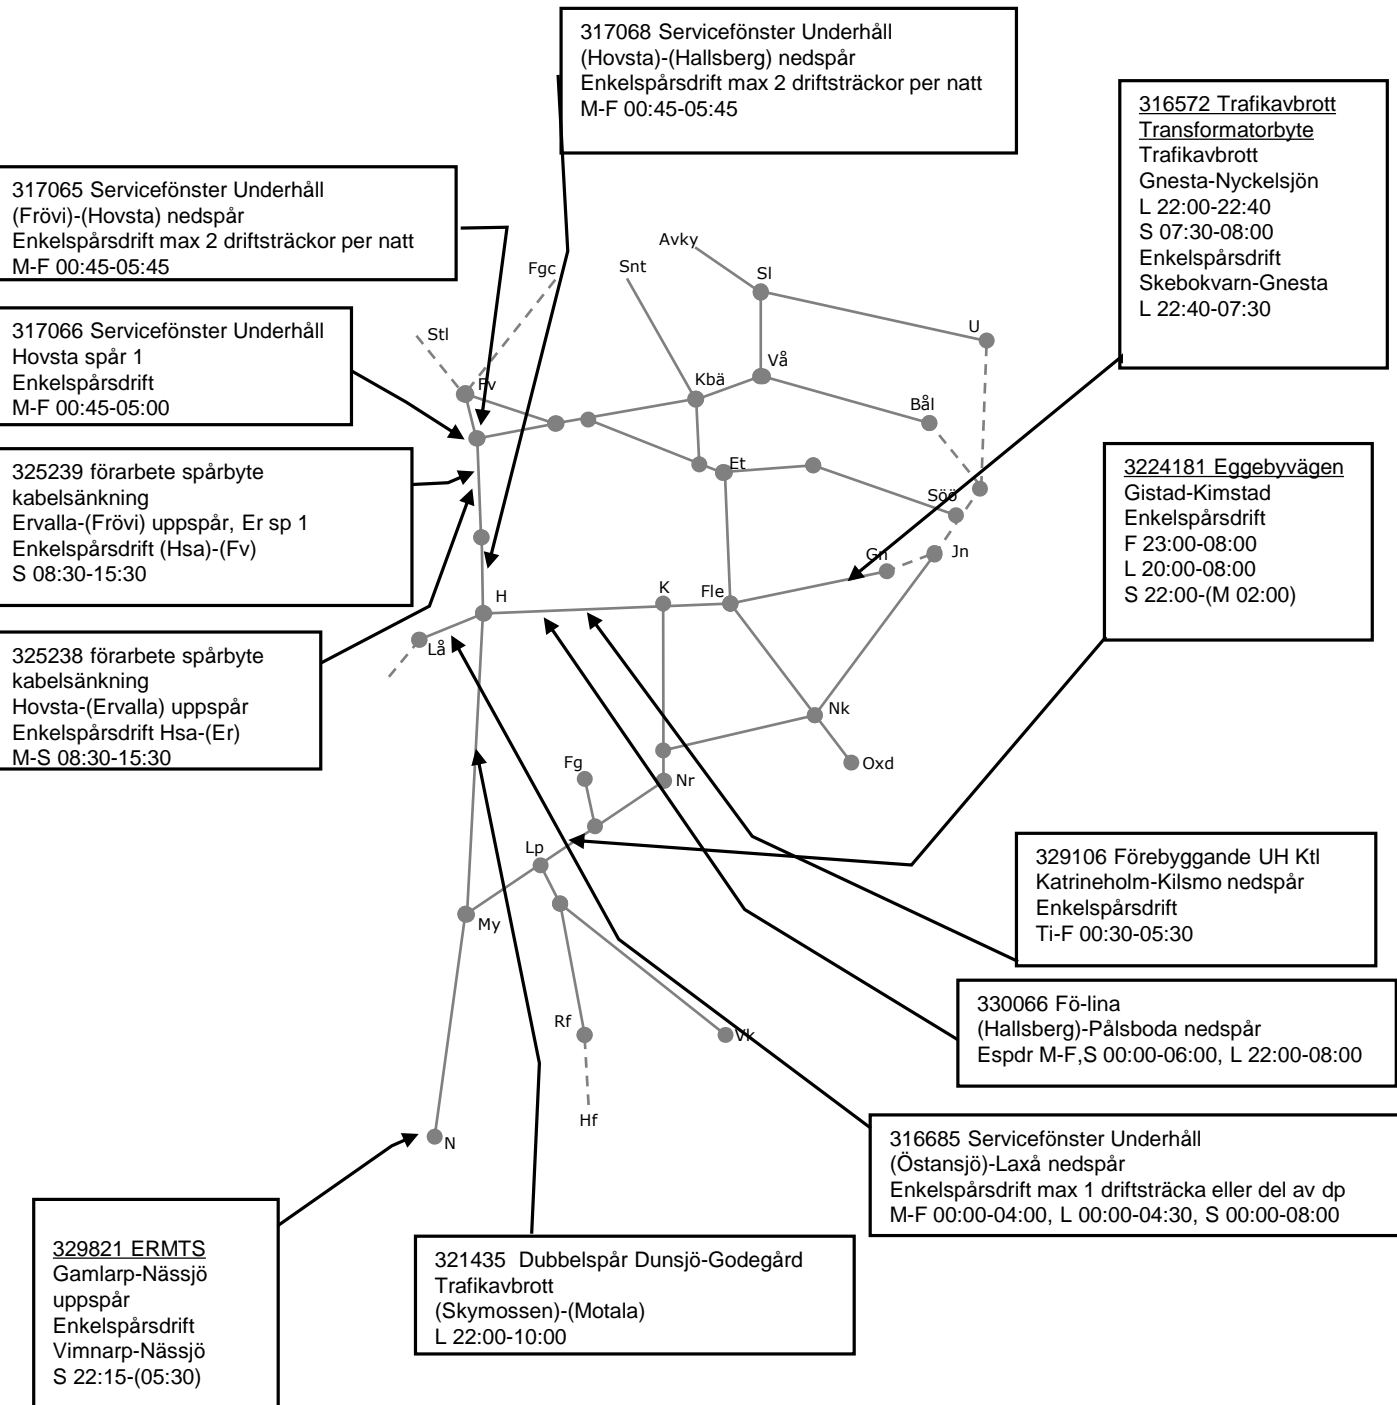 317068 Servicefönster Underhåll
(Hovsta)-(Hallsberg) nedspår
Enkelspårsdrift max 2 driftsträckor per natt
M-F 00:45-05:45
316572 Trafikavbrott
Transformatorbyte
Trafikavbrott
Gnesta-Nyckelsjön
L 22:00-22:40
S 07:30-08:00
Enkelspårsdrift
Skebokvarn-Gnesta
L 22:40-07:30
317065 Servicefönster Underhåll
(Frövi)-(Hovsta) nedspår
Enkelspårsdrift max 2 driftsträckor per natt
M-F 00:45-05:45
317066 Servicefönster Underhåll
Hovsta spår 1
Enkelspårsdrift
M-F 00:45-05:00
325239 förarbete spårbyte
kabelsänkning
Ervalla-(Frövi) uppspår, Er sp 1
Enkelspårsdrift (Hsa)-(Fv)
S 08:30-15:30
325238 förarbete spårbyte
kabelsänkning
Hovsta-(Ervalla) uppspår
Enkelspårsdrift Hsa-(Er)
M-S 08:30-15:30
Avky
Snt
Fgc
Sl
U
Stl
Vå
Fv
Kbä
Bål
Et
Söö
Gn
Jn
H
K
Fle
Lå
Nk
Fg
Nr
Oxd
Lp
My
Rf
Vk
Hf
N
3224181 Eggebyvägen
Gistad-Kimstad
Enkelspårsdrift
F 23:00-08:00
L 20:00-08:00
S 22:00-(M 02:00)
329106 Förebyggande UH Ktl
Katrineholm-Kilsmo nedspår
Enkelspårsdrift
Ti-F 00:30-05:30
330066 Fö-lina
(Hallsberg)-Pålsboda nedspår
Espdr M-F,S 00:00-06:00, L 22:00-08:00
316685 Servicefönster Underhåll
(Östansjö)-Laxå nedspår
Enkelspårsdrift max 1 driftsträcka eller del av dp
M-F 00:00-04:00, L 00:00-04:30, S 00:00-08:00
329821 ERMTS
Gamlarp-Nässjö
uppspår
Enkelspårsdrift
Vimnarp-Nässjö
S 22:15-(05:30)
321435  Dubbelspår Dunsjö-Godegård
Trafikavbrott
(Skymossen)-(Motala)
L 22:00-10:00